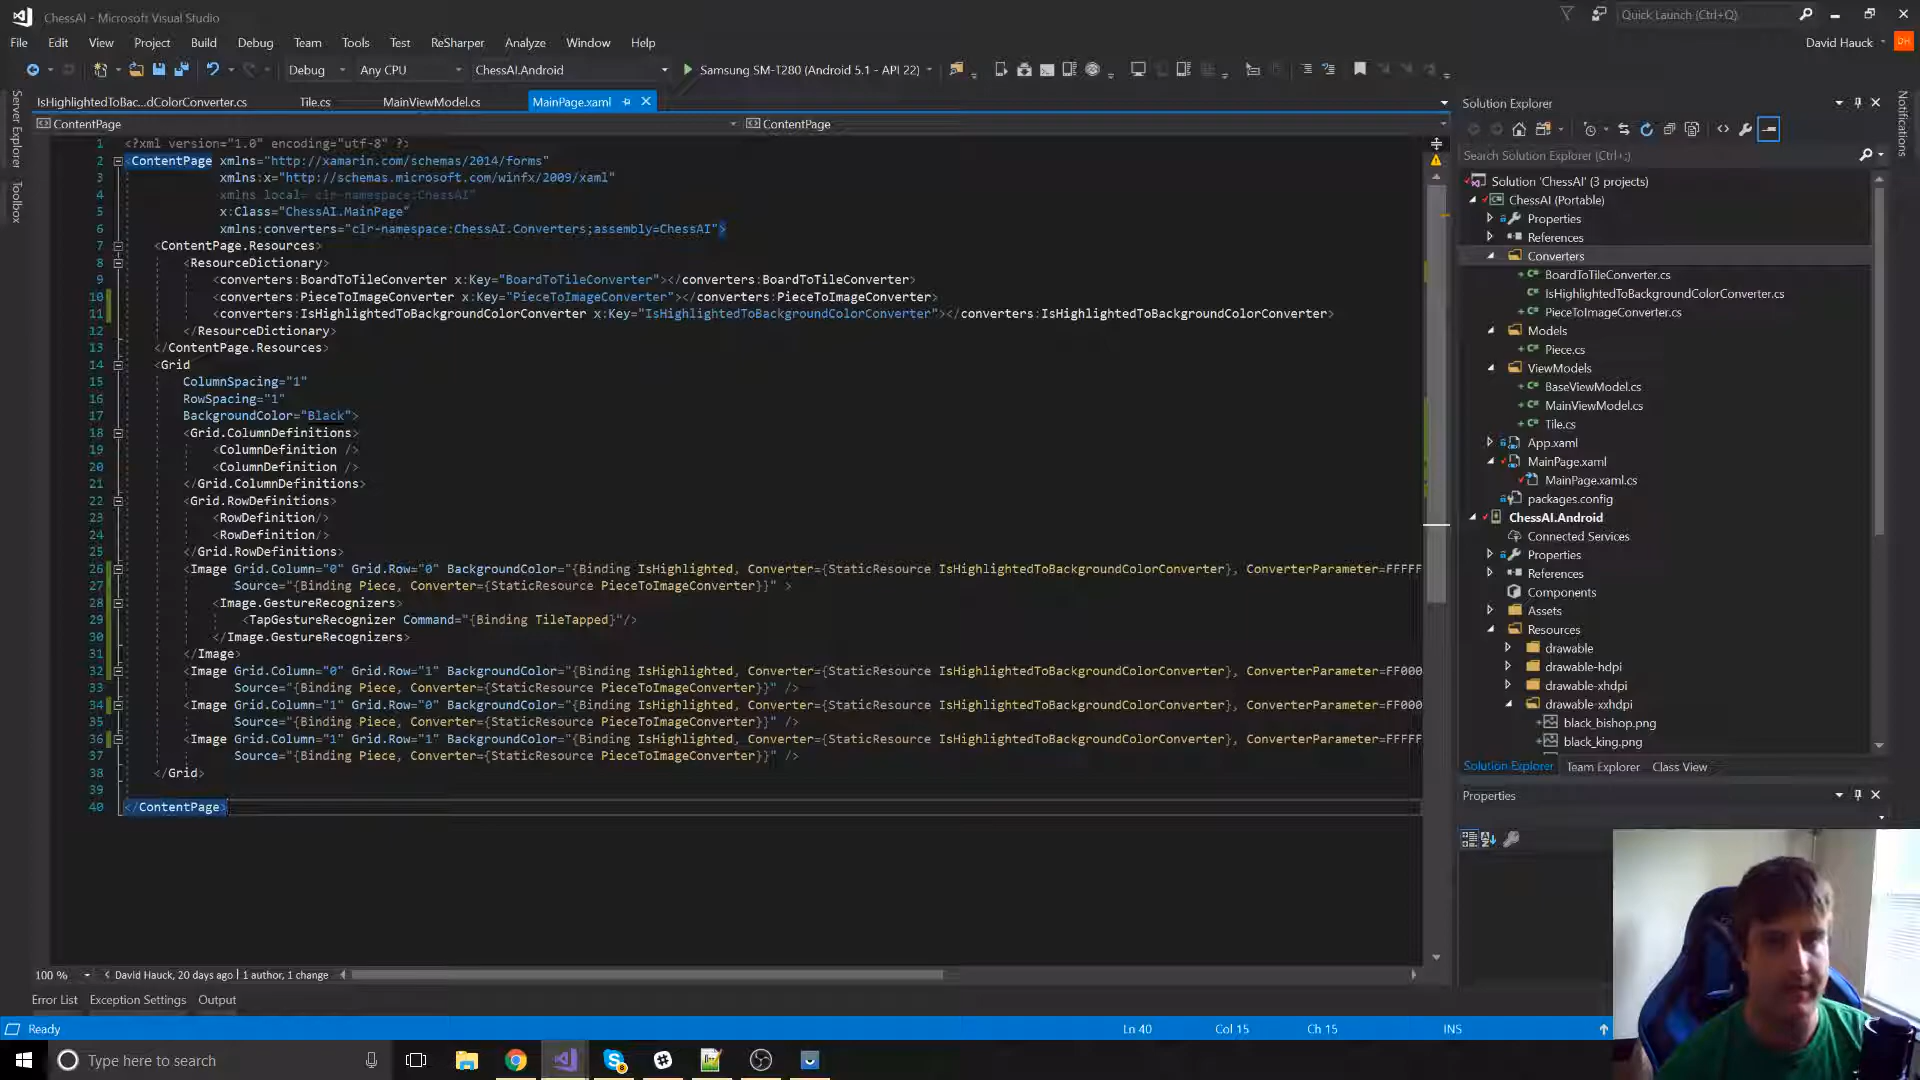 ChessAI - Microsoft Visual Studio
Quick Launch (Ctrl+Q)
File Edit View Project Build Debug Team Tools Test ReSharper Analyze Window Help
David Hauck DH
Debug Any CPU ChessAI.Android Samsung SM-T280 (Android 5.1 - API 22)
Server Explorer
Toolbox
Notifications
IsHighlightedToBac...dColorConverter.cs Tile.cs MainViewModel.cs MainPage.xaml
ContentPage ContentPage
1 <?xml version="1.0" encoding="utf-8" ?>
2 <ContentPage xmlns="http://xamarin.com/schemas/2014/forms"
3 xmlns:x="http://schemas.microsoft.com/winfx/2009/xaml"
4 xmlns:local="clr-namespace:ChessAI"
5 x:Class="ChessAI.MainPage"
6 xmlns:converters="clr-namespace:ChessAI.Converters;assembly=ChessAI">
7 <ContentPage.Resources>
8 <ResourceDictionary>
9 <converters:BoardToTileConverter x:Key="BoardToTileConverter"></converters:BoardToTileConverter>
10 <converters:PieceToImageConverter x:Key="PieceToImageConverter"></converters:PieceToImageConverter>
11 <converters:IsHighlightedToBackgroundColorConverter x:Key="IsHighlightedToBackgroundColorConverter"></converters:IsHighlightedToBackgroundColorConverter>
12 </ResourceDictionary>
13 </ContentPage.Resources>
14 <Grid
15 ColumnSpacing="1"
16 RowSpacing="1"
17 BackgroundColor="Black">
18 <Grid.ColumnDefinitions>
19 <ColumnDefinition />
20 <ColumnDefinition />
21 </Grid.ColumnDefinitions>
22 <Grid.RowDefinitions>
23 <RowDefinition/>
24 <RowDefinition/>
25 </Grid.RowDefinitions>
26 <Image Grid.Column="0" Grid.Row="0" BackgroundColor="{Binding IsHighlighted, Converter={StaticResource IsHighlightedToBackgroundColorConverter}, ConverterParameter=FFFFF
27 Source="{Binding Piece, Converter={StaticResource PieceToImageConverter}}" >
28 <Image.GestureRecognizers>
29 <TapGestureRecognizer Command="{Binding TileTapped}"/>
30 </Image.GestureRecognizers>
31 </Image>
32 <Image Grid.Column="0" Grid.Row="1" BackgroundColor="{Binding IsHighlighted, Converter={StaticResource IsHighlightedToBackgroundColorConverter}, ConverterParameter=FF000
33 Source="{Binding Piece, Converter={StaticResource PieceToImageConverter}}" />
34 <Image Grid.Column="1" Grid.Row="0" BackgroundColor="{Binding IsHighlighted, Converter={StaticResource IsHighlightedToBackgroundColorConverter}, ConverterParameter=FF000
35 Source="{Binding Piece, Converter={StaticResource PieceToImageConverter}}" />
36 <Image Grid.Column="1" Grid.Row="1" BackgroundColor="{Binding IsHighlighted, Converter={StaticResource IsHighlightedToBackgroundColorConverter}, ConverterParameter=FFFFF
37 Source="{Binding Piece, Converter={StaticResource PieceToImageConverter}}" />
38 </Grid>
39
40 </ContentPage>
100 % David Hauck, 20 days ago | 1 author, 1 change
Error List Exception Settings Output
Solution Explorer
Search Solution Explorer (Ctrl+;)
Solution 'ChessAI' (3 projects)
ChessAI (Portable)
Properties
References
Converters
BoardToTileConverter.cs
IsHighlightedToBackgroundColorConverter.cs
PieceToImageConverter.cs
Models
Piece.cs
ViewModels
BaseViewModel.cs
MainViewModel.cs
Tile.cs
App.xaml
MainPage.xaml
MainPage.xaml.cs
packages.config
ChessAI.Android
Connected Services
Properties
References
Components
Assets
Resources
drawable
drawable-hdpi
drawable-xhdpi
drawable-xxhdpi
black_bishop.png
black_king.png
Solution Explorer Team Explorer Class View
Properties
Ready Ln 40 Col 15 Ch 15 INS
Type here to search